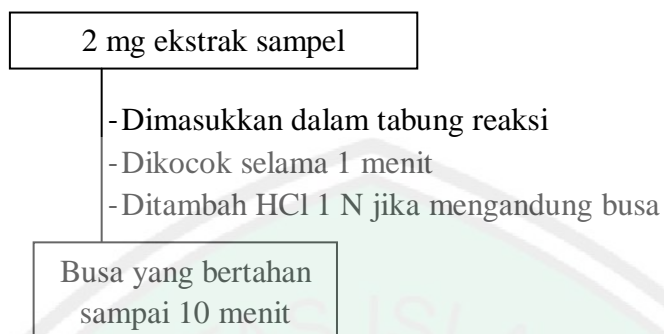 2 mg ekstrak sampel
-Dimasukkan dalam tabung reaksi
-Dikocok selama 1 menit
-Ditambah HCl 1 N jika mengandung busa
Busa yang bertahan
sampai 10 menit